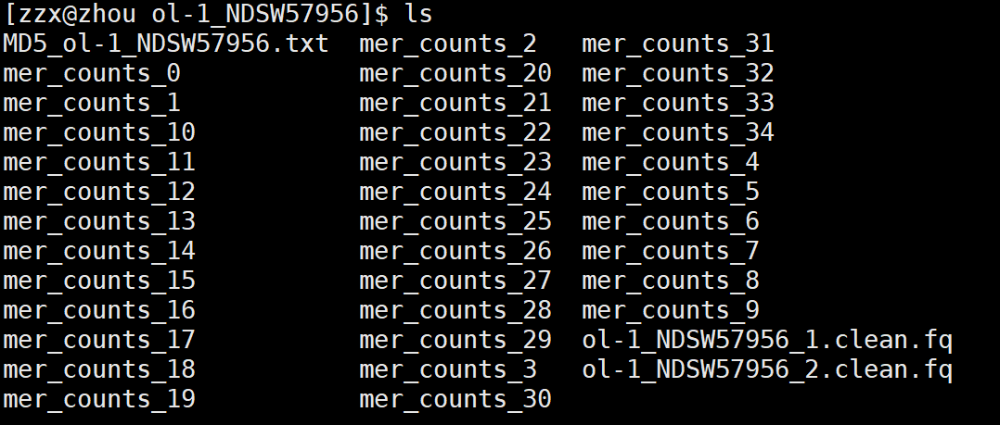 [zzx@zhou ol-1_NDSW57956]$ ls
MD5_ol-1_NDSW57956.txt  mer_counts_2   mer_counts_31
mer_counts_0            mer_counts_20  mer_counts_32
mer_counts_1            mer_counts_21  mer_counts_33
mer_counts_10           mer_counts_22  mer_counts_34
mer_counts_11           mer_counts_23  mer_counts_4
mer_counts_12           mer_counts_24  mer_counts_5
mer_counts_13           mer_counts_25  mer_counts_6
mer_counts_14           mer_counts_26  mer_counts_7
mer_counts_15           mer_counts_27  mer_counts_8
mer_counts_16           mer_counts_28  mer_counts_9
mer_counts_17           mer_counts_29  ol-1_NDSW57956_1.clean.fq
mer_counts_18           mer_counts_3   ol-1_NDSW57956_2.clean.fq
mer_counts_19           mer_counts_30